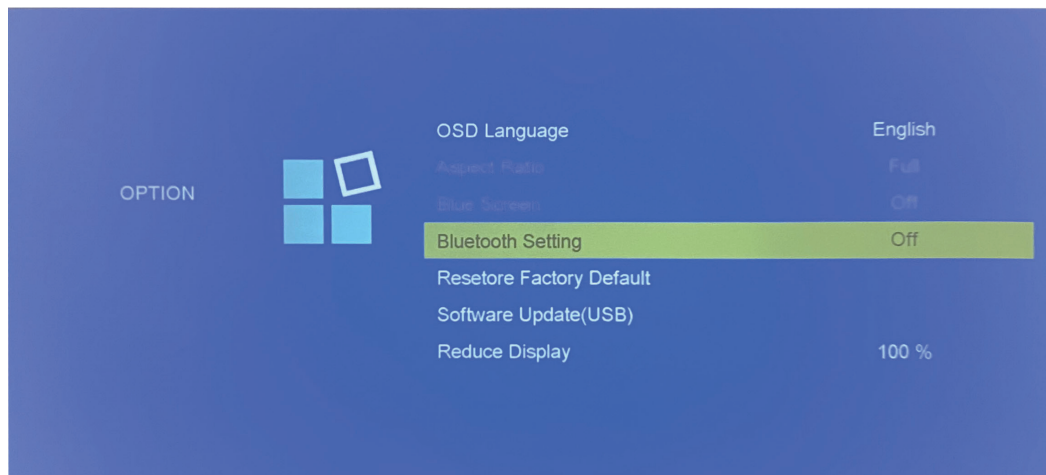 OPTION
OSD Language English
Aspect Ratio Full
Blue Screen Off
Bluetooth Setting Off
Resetore Factory Default
Software Update(USB)
Reduce Display 100 %